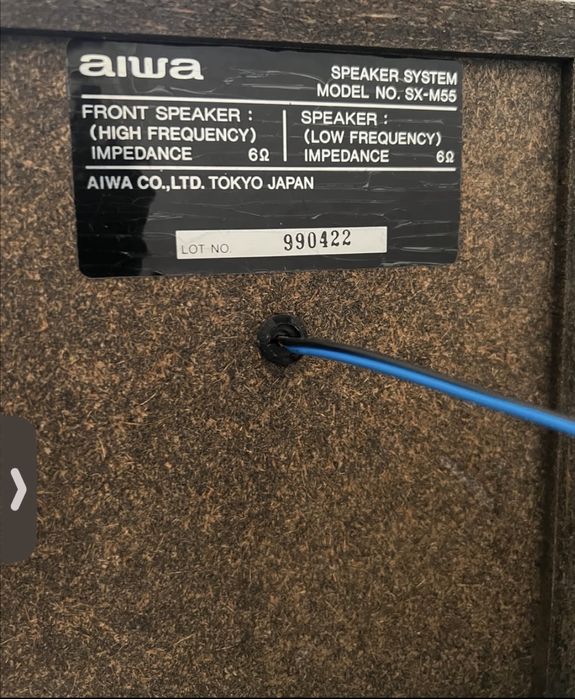 aiwa
SPEAKER SYSTEM
MODEL NO. SX-M55
FRONT SPEAKER :
(HIGH FREQUENCY)
IMPEDANCE 6Ω
SPEAKER :
(LOW FREQUENCY)
IMPEDANCE 6Ω
AIWA CO.,LTD. TOKYO JAPAN
LOT NO. 990422